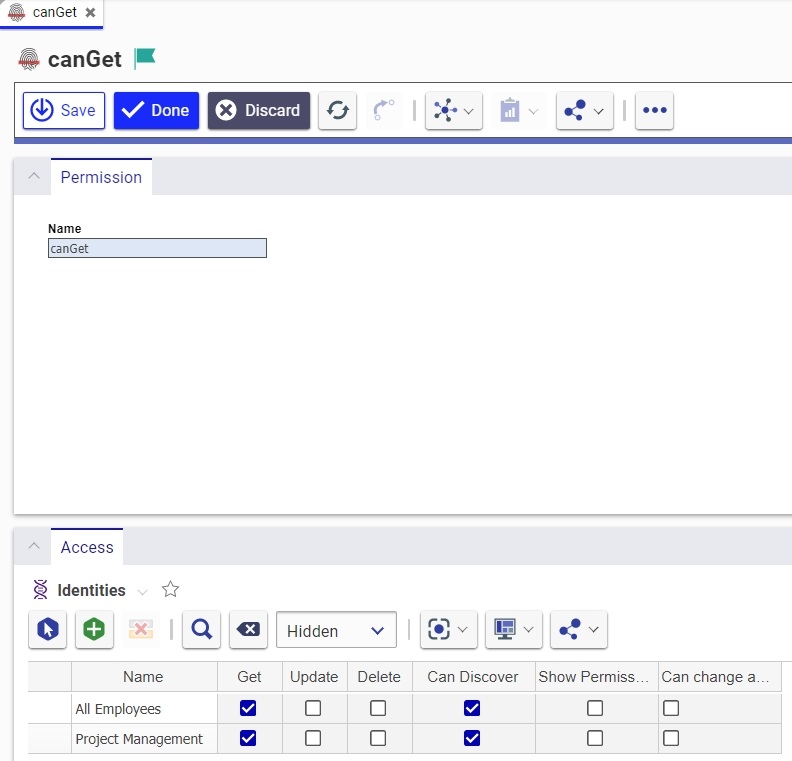 canGet
canGet
Save Done Discard
Permission
Name
canGet
Access
Identities
Hidden
Name Get Update Delete Can Discover Show Permiss... Can change a...
All Employees
Project Management